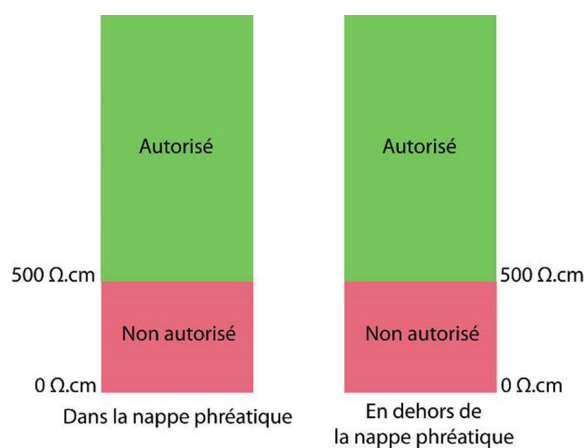 Autorisé
Autorisé
500 Ω.cm
500 Ω.cm
Non autorisé
Non autorisé
0 Ω.cm
0 Ω.cm
Dans la nappe phréatique
En dehors de
la nappe phréatique